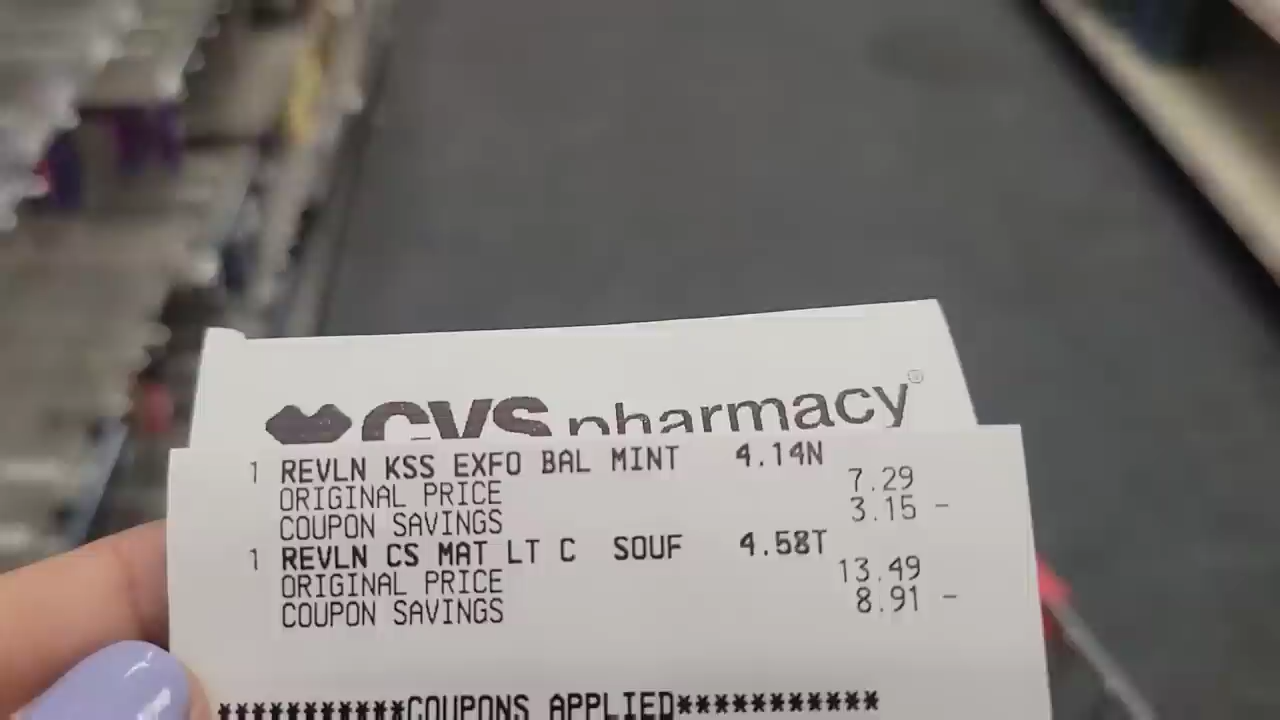 CVS pharmacy®
1 REVLN KSS EXFO BAL MINT 4.14N
ORIGINAL PRICE 7.29
COUPON SAVINGS 3.15 -
1 REVLN CS MAT LT C SOUF 4.58T
ORIGINAL PRICE 13.49
COUPON SAVINGS 8.91 -
***********COUPONS APPLIED***********